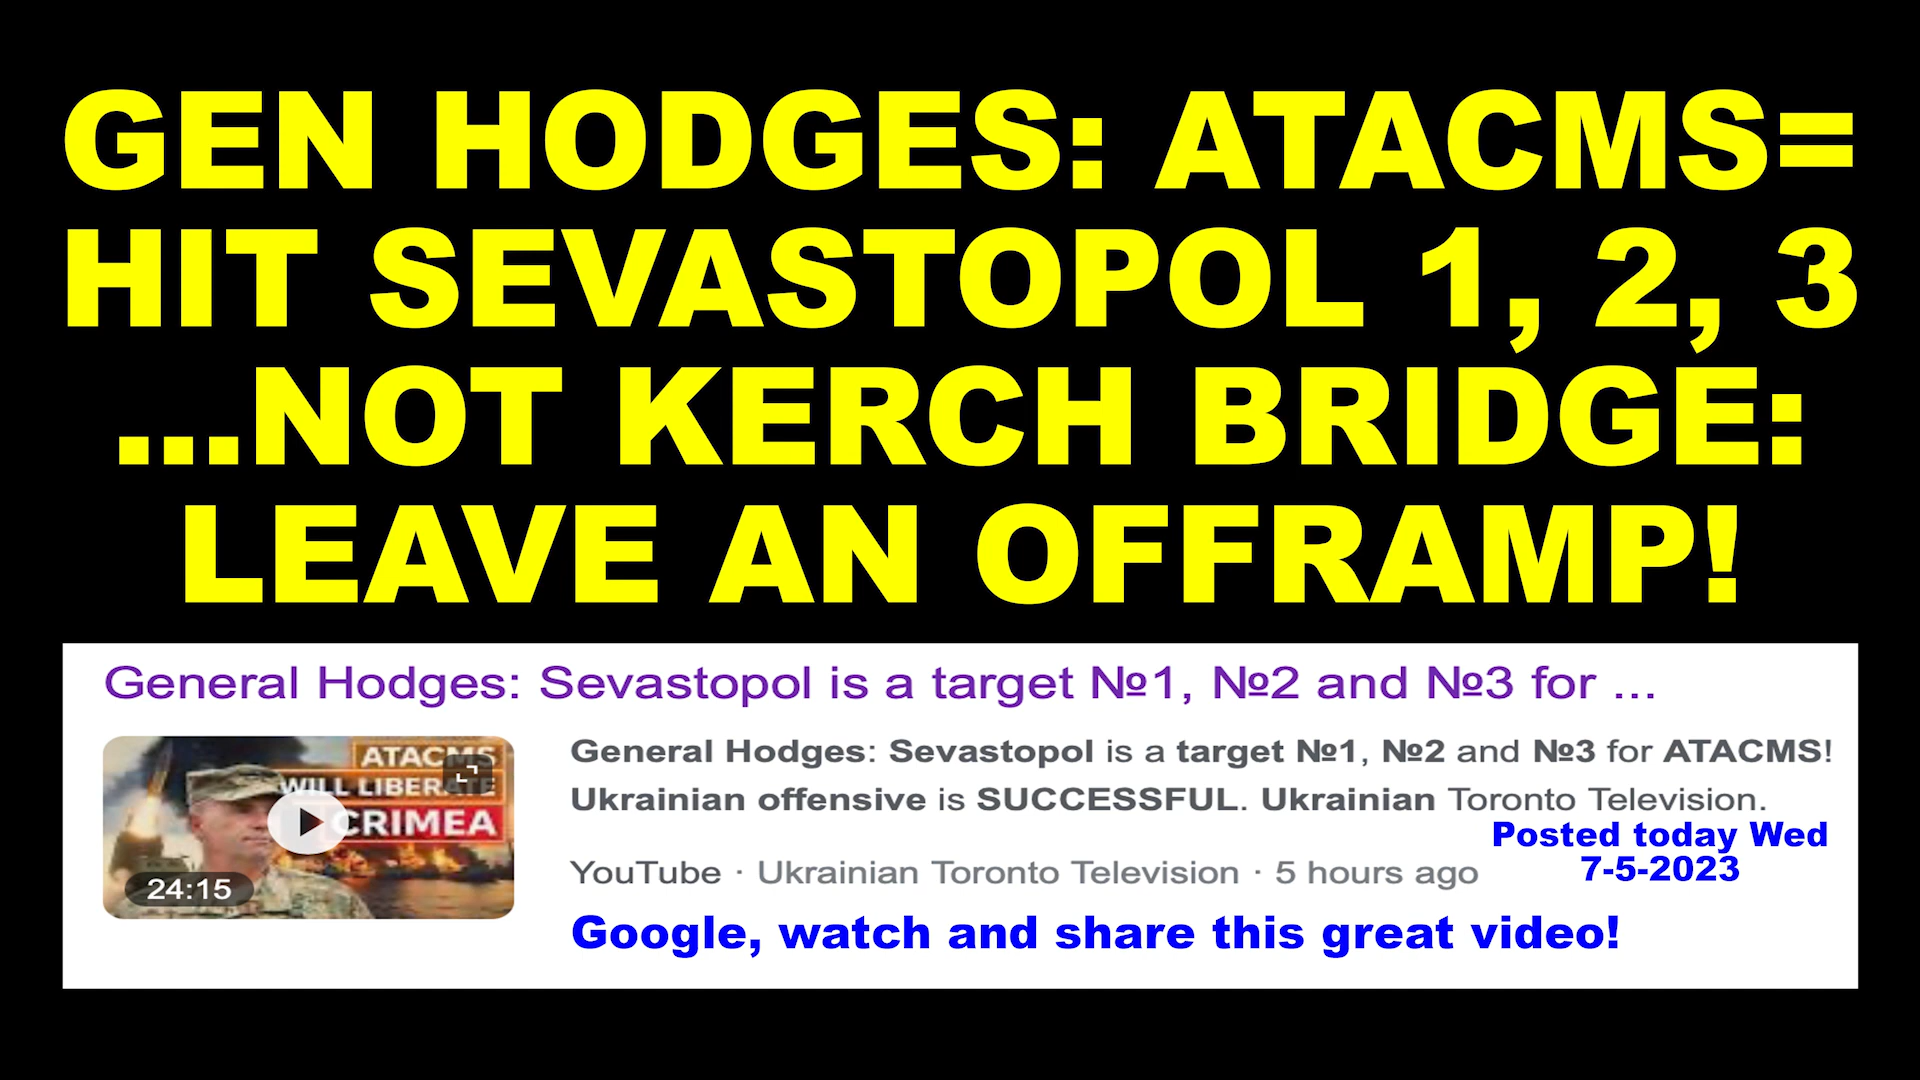 GEN HODGES: ATACMS=
HIT SEVASTOPOL 1, 2, 3
...NOT KERCH BRIDGE:
LEAVE AN OFFRAMP!
General Hodges: Sevastopol is a target №1, №2 and №3 for ...
ATACMS
WILL LIBERATE
CRIMEA
24:15
General Hodges: Sevastopol is a target №1, №2 and №3 for ATACMS!
Ukrainian offensive is SUCCESSFUL. Ukrainian Toronto Television.
Posted today Wed
7-5-2023
YouTube · Ukrainian Toronto Television · 5 hours ago
Google, watch and share this great video!